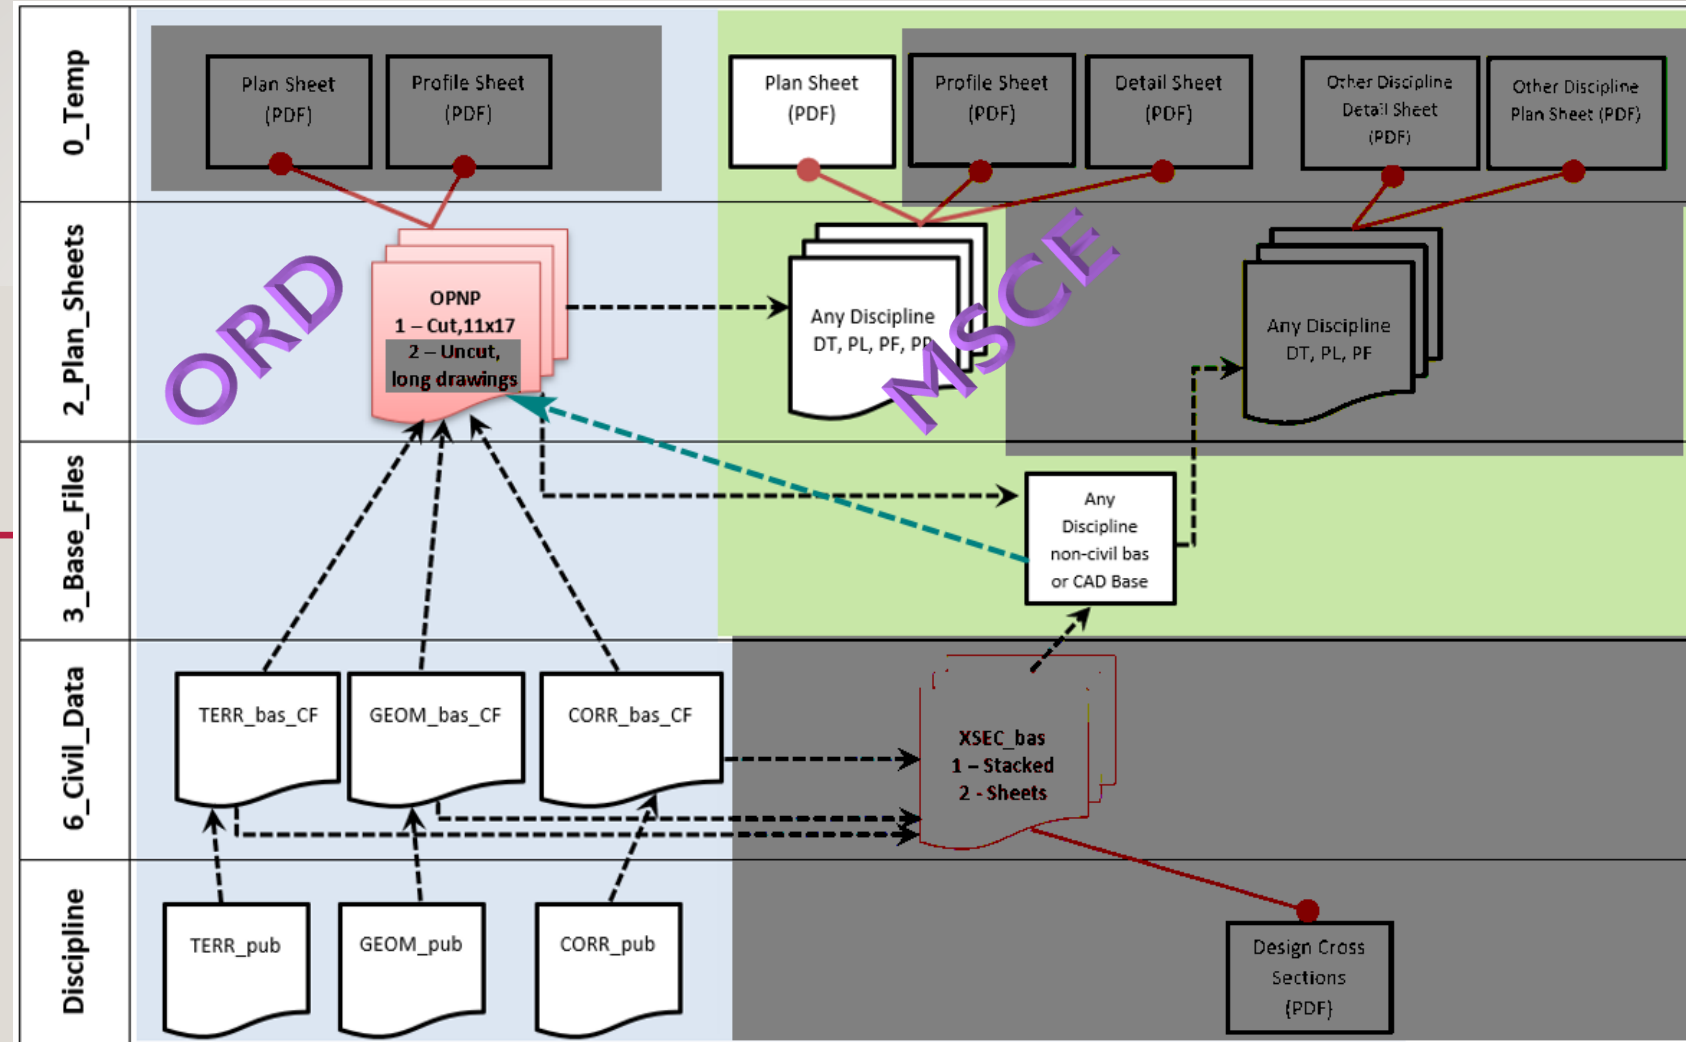 0_Temp
Plan Sheet
(PDF)
Profile Sheet
(PDF)
Plan Sheet
(PDF)
Profile Sheet
(PDF)
Detail Sheet
(PDF)
Other Discipline
Detail Sheet
(PDF)
Other Discipline
Plan Sheet (PDF)
2_Plan_Sheets
ORD
OPNP
1 – Cut,11x17
2 – Uncut,
long drawings
Any Discipline
DT, PL, PF, PP
MSCE
Any Discipline
DT, PL, PF
3_Base_Files
Any
Discipline
non-civil bas
or CAD Base
6_Civil_Data
TERR_bas_CF
GEOM_bas_CF
CORR_bas_CF
XSEC_bas
1 – Stacked
2 - Sheets
Discipline
TERR_pub
GEOM_pub
CORR_pub
Design Cross
Sections
(PDF)